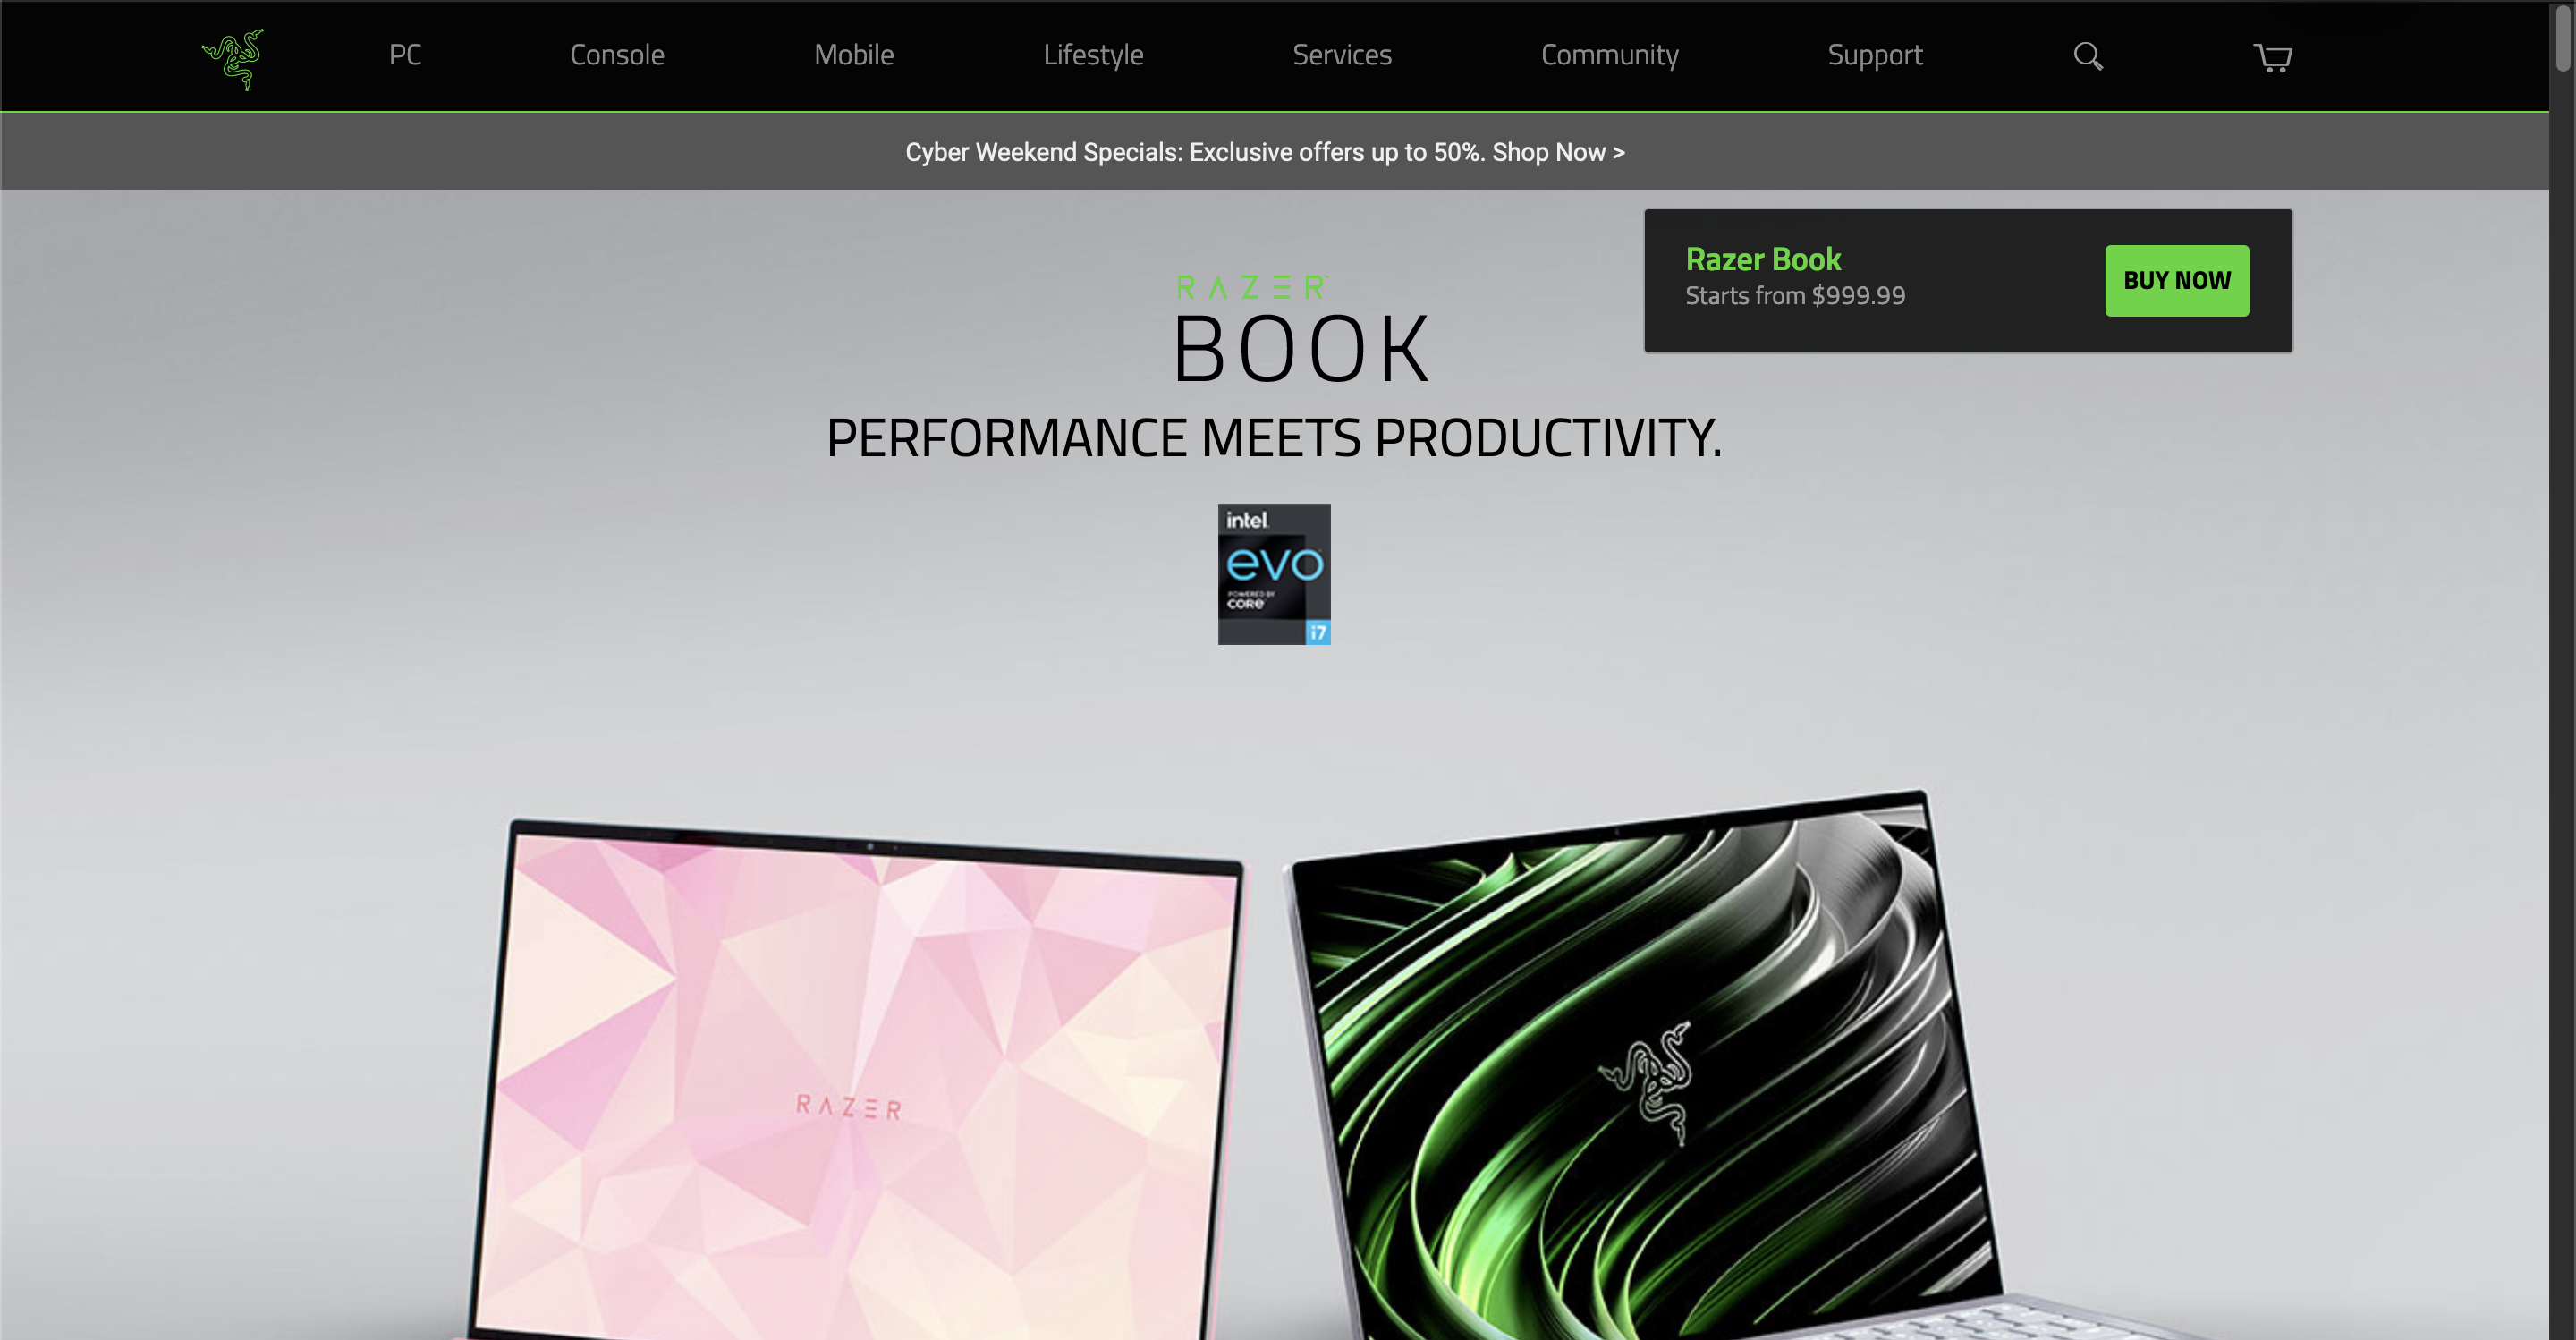 PC Console Mobile Lifestyle Services Community Support
Cyber Weekend Specials: Exclusive offers up to 50%. Shop Now >
Razer Book
Starts from $999.99
BUY NOW
RAZER™
BOOK
PERFORMANCE MEETS PRODUCTIVITY.
intel
evo
POWERED BY
CORE
i7
RAZER